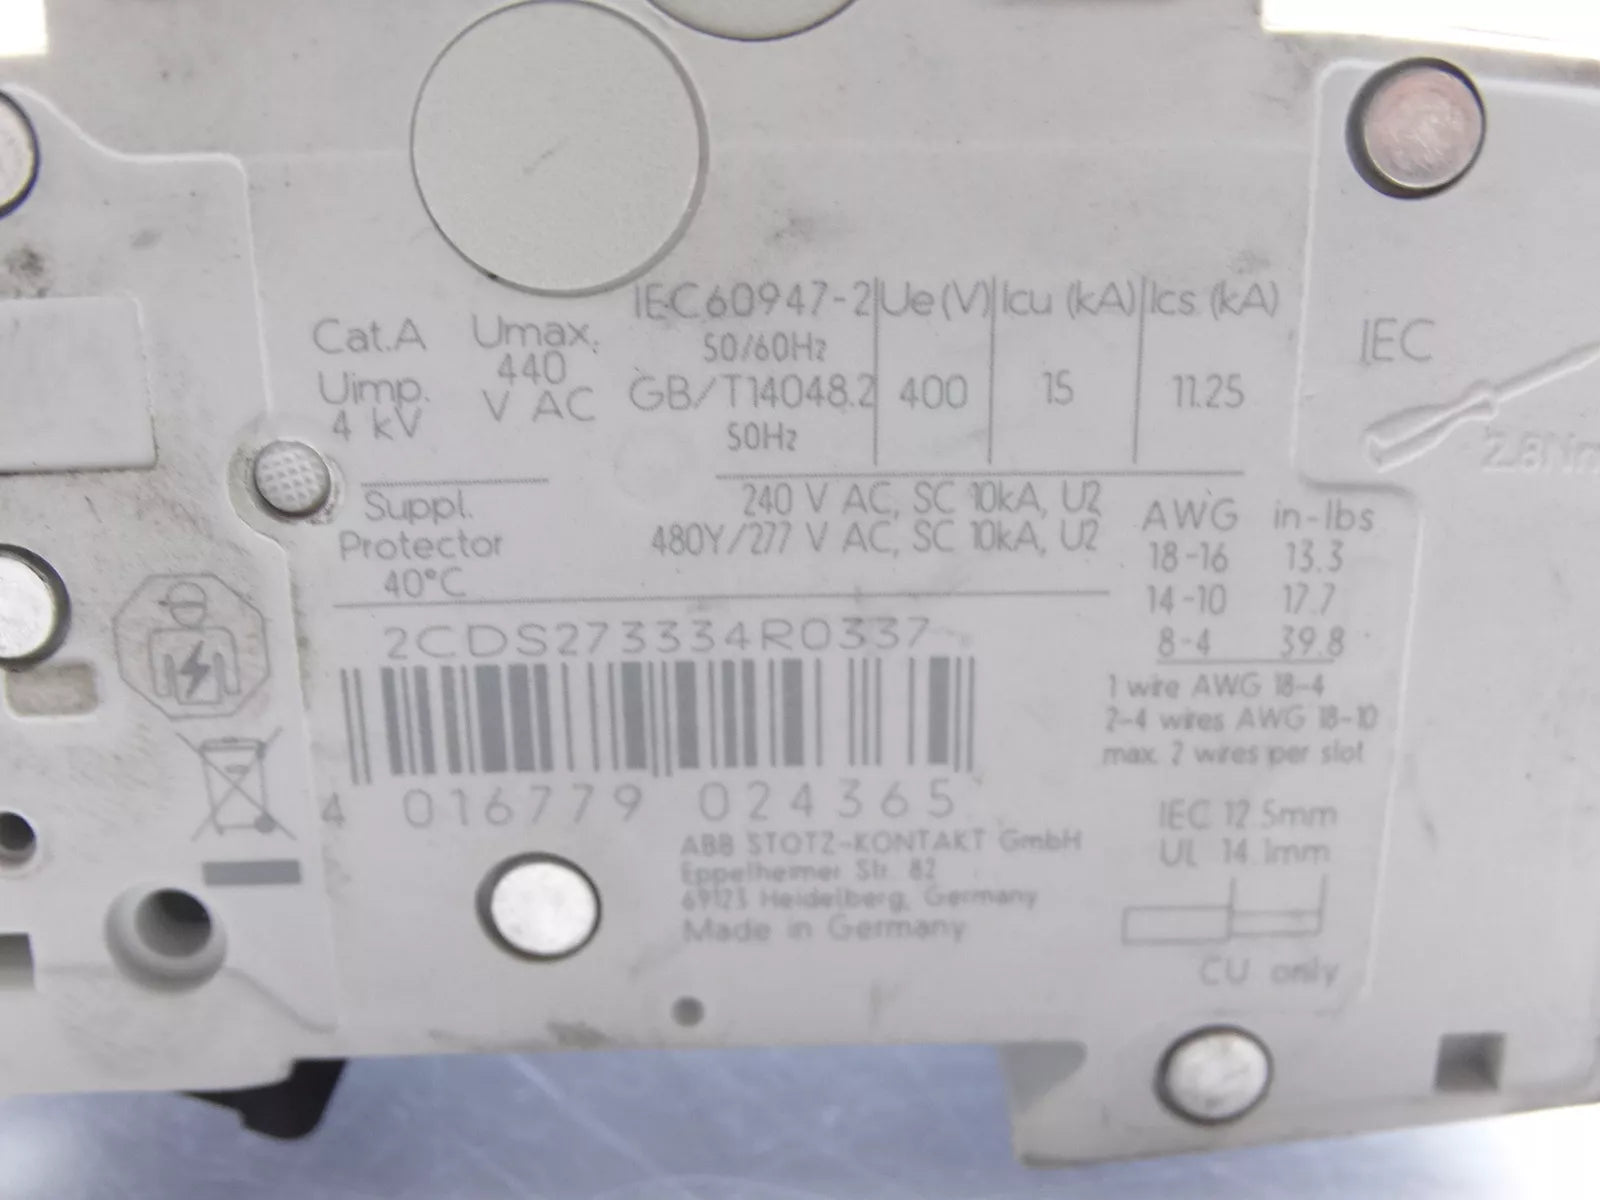 IEC60947-2 Ue (V) Icu (kA) Ics (kA)
50/60Hz
GB/T14048.2 400 15 11.25
50Hz
Cat.A
Uimp.
4 kV
Umax.
440
V AC
IEC
2.8Nm
Suppl.
Protector
40°C
240 V AC, SC 10kA, U2
480Y/277 V AC, SC 10kA, U2
AWG in-lbs
18-16 13.3
14-10 17.7
8-4 39.8
1 wire AWG 18-4
2-4 wires AWG 18-10
max. 2 wires per slot
2CDS273334R0337
4 016779 024365
ABB STOTZ-KONTAKT GmbH
Eppelheimer Str. 82
69123 Heidelberg, Germany
Made in Germany
IEC 12.5mm
UL 14.1mm
CU only